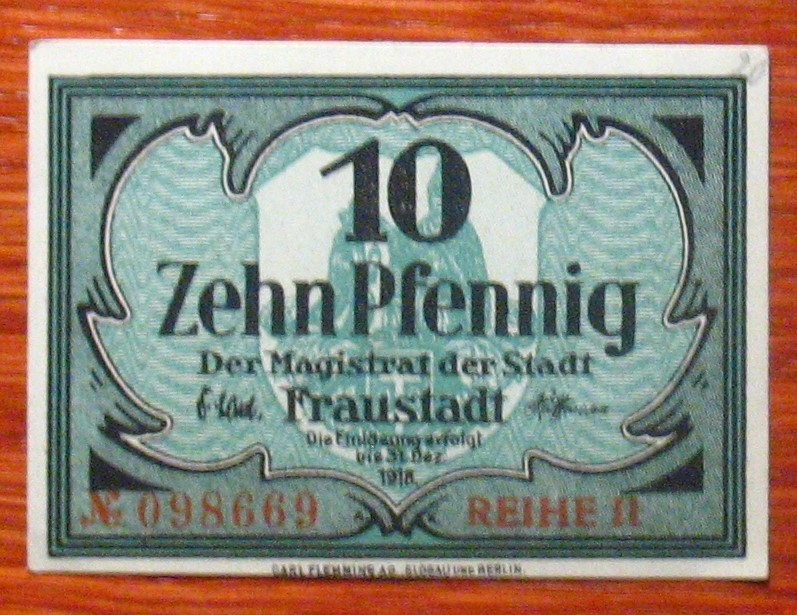 10
Zehn Pfennig
Der Magistrat der Stadt
Fraustadt
Die Einlösung erfolgt
bis 31. Dez.
1918.
№ 098669
REIHE II
CARL FLEMMING AG. GLOGAU UND BERLIN.